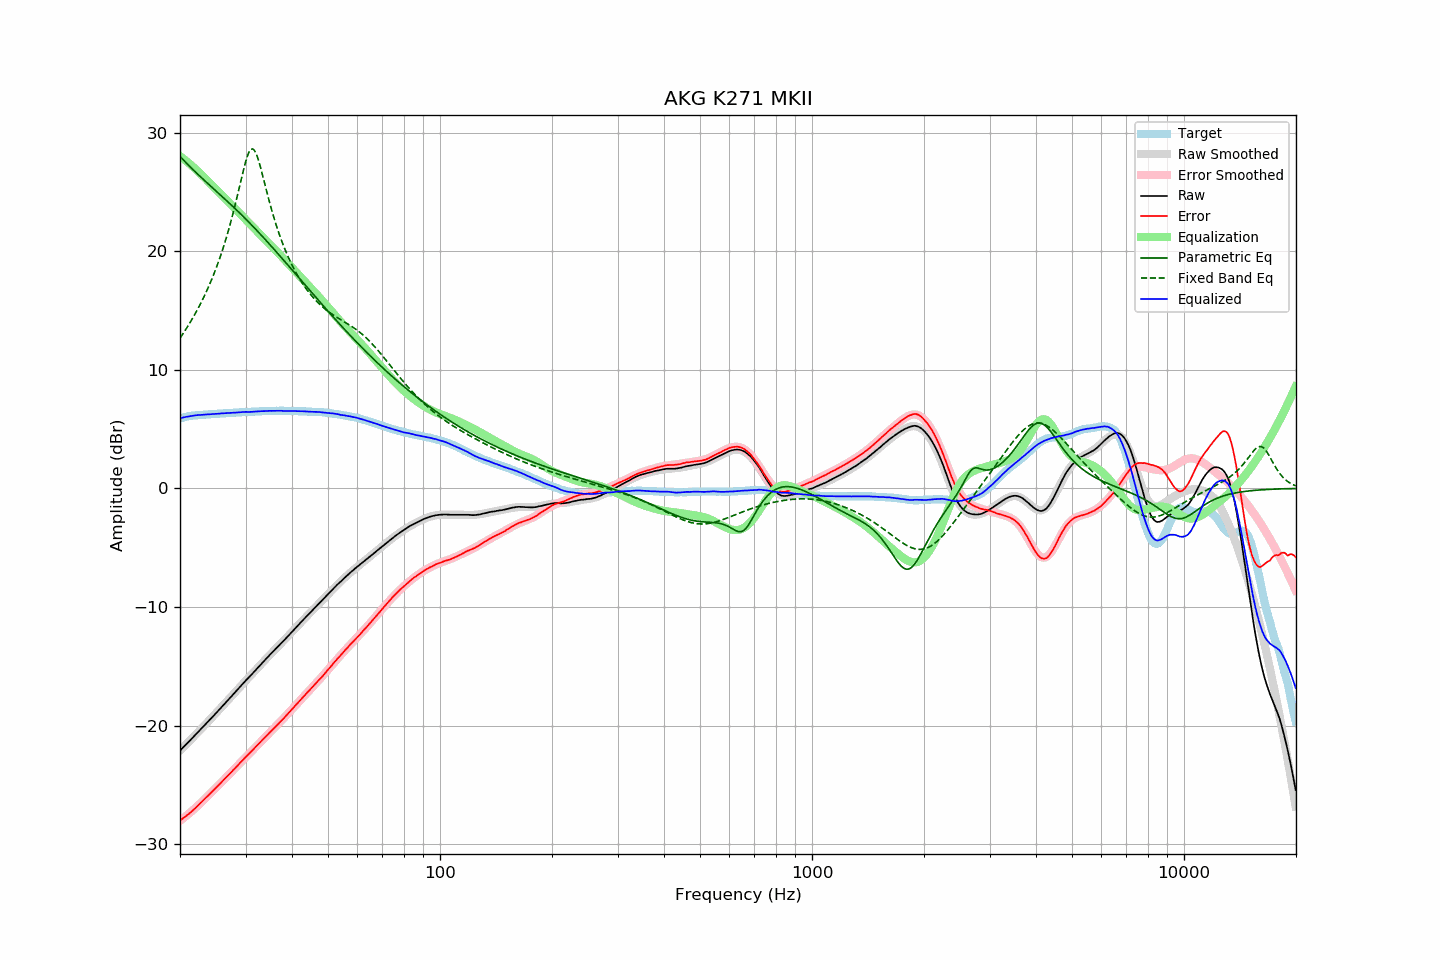 AKG K271 MKII
30
20
10
0
−10
−20
−30
Amplitude (dBr)
100
1000
10000
Frequency (Hz)
Target
Raw Smoothed
Error Smoothed
Raw
Error
Equalization
Parametric Eq
Fixed Band Eq
Equalized